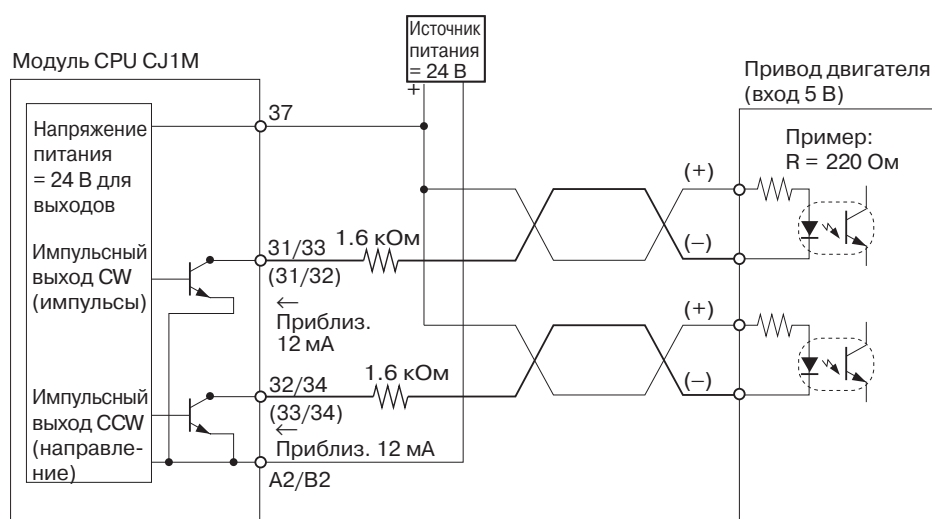 Модуль CPU CJ1M
Источник
питания
= 24 В
+
Привод двигателя
(вход 5 В)
Напряжение
питания
= 24 В для
выходов
37
Пример:
R = 220 Ом
(+)
(–)
Импульсный
выход CW
(импульсы)
31/33
(31/32)
1.6 кОм
←
Приблиз.
12 мА
(+)
(–)
Импульсный
выход CCW
(направле-
ние)
32/34
(33/34)
1.6 кОм
←
Приблиз. 12 мА
A2/B2